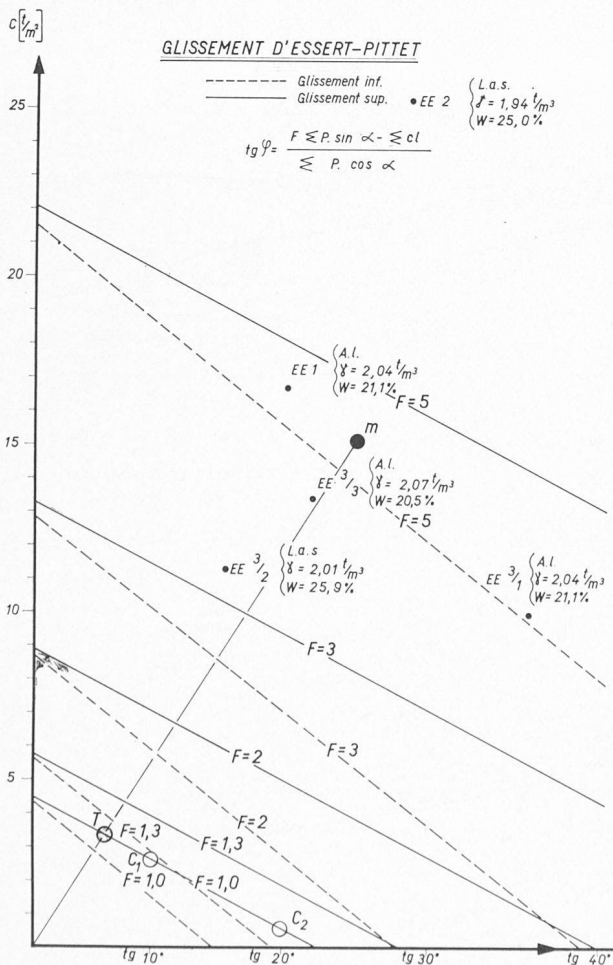 C [t/m³]
GLISSEMENT D'ESSERT-PITTET
Glissement inf.
Glissement sup.
EE 2
L.a.s.
γ = 1,94 t/m³
W = 25,0%
tg φ = F Σ P. sin α - Σ cl
Σ P. cos α
25
20
15
10
5
EE 1
A.l.
γ = 2,04 t/m³
W = 21,1%
F = 5
m
EE 3/3
A.l.
γ = 2,07 t/m³
W = 20,5%
F = 5
EE 3/2
L.a.s
γ = 2,01 t/m³
W = 25,9%
EE 3/1
A.l.
γ = 2,04 t/m³
W = 21,1%
F = 3
F = 3
F = 2
F = 2
T
F = 1,3
F = 1,3
C₁
F = 1,0
F = 1,0
C₂
tg 10°
tg 20°
tg 30°
tg 40°